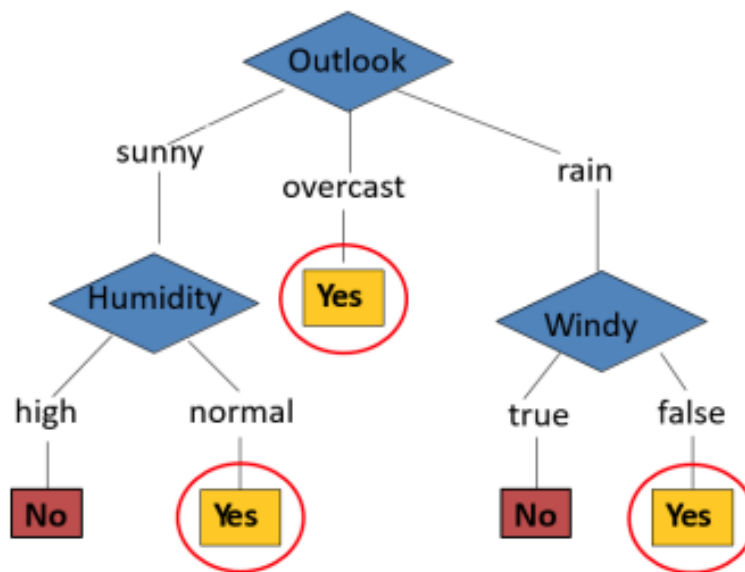 Outlook
sunny
overcast
rain
Yes
Humidity
Windy
high
normal
true
false
No
Yes
No
Yes